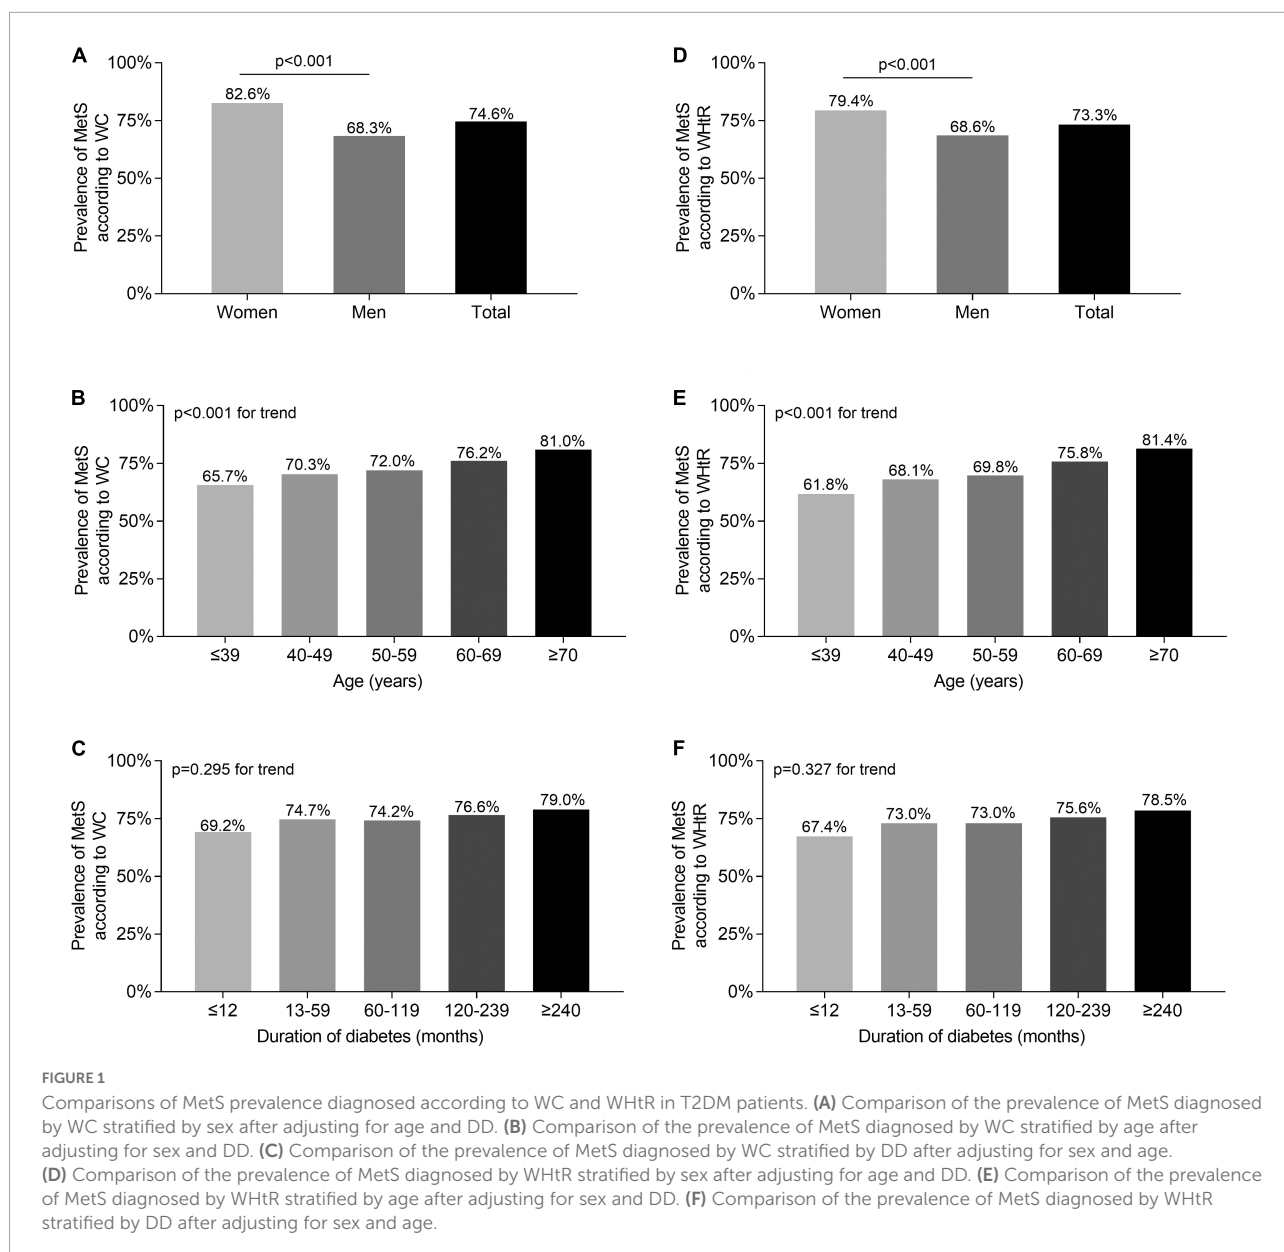 A
Prevalence of MetS
according to WC
100%
75%
50%
25%
0%
p<0.001
82.6%
68.3%
74.6%
Women Men Total
D
Prevalence of MetS
according to WHtR
100%
75%
50%
25%
0%
p<0.001
79.4%
68.6%
73.3%
Women Men Total
B
Prevalence of MetS
according to WC
100%
75%
50%
25%
0%
p<0.001 for trend
65.7%
70.3%
72.0%
76.2%
81.0%
≤39 40-49 50-59 60-69 ≥70
Age (years)
E
Prevalence of MetS
according to WHtR
100%
75%
50%
25%
0%
p<0.001 for trend
61.8%
68.1%
69.8%
75.8%
81.4%
≤39 40-49 50-59 60-69 ≥70
Age (years)
C
Prevalence of MetS
according to WC
100%
75%
50%
25%
0%
p=0.295 for trend
69.2%
74.7%
74.2%
76.6%
79.0%
≤12 13-59 60-119 120-239 ≥240
Duration of diabetes (months)
F
Prevalence of MetS
according to WHtR
100%
75%
50%
25%
0%
p=0.327 for trend
67.4%
73.0%
73.0%
75.6%
78.5%
≤12 13-59 60-119 120-239 ≥240
Duration of diabetes (months)
FIGURE 1
Comparisons of MetS prevalence diagnosed according to WC and WHtR in T2DM patients. (A) Comparison of the prevalence of MetS diagnosed
by WC stratified by sex after adjusting for age and DD. (B) Comparison of the prevalence of MetS diagnosed by WC stratified by age after
adjusting for sex and DD. (C) Comparison of the prevalence of MetS diagnosed by WC stratified by DD after adjusting for sex and age.
(D) Comparison of the prevalence of MetS diagnosed by WHtR stratified by sex after adjusting for age and DD. (E) Comparison of the prevalence
of MetS diagnosed by WHtR stratified by age after adjusting for sex and DD. (F) Comparison of the prevalence of MetS diagnosed by WHtR
stratified by DD after adjusting for sex and age.